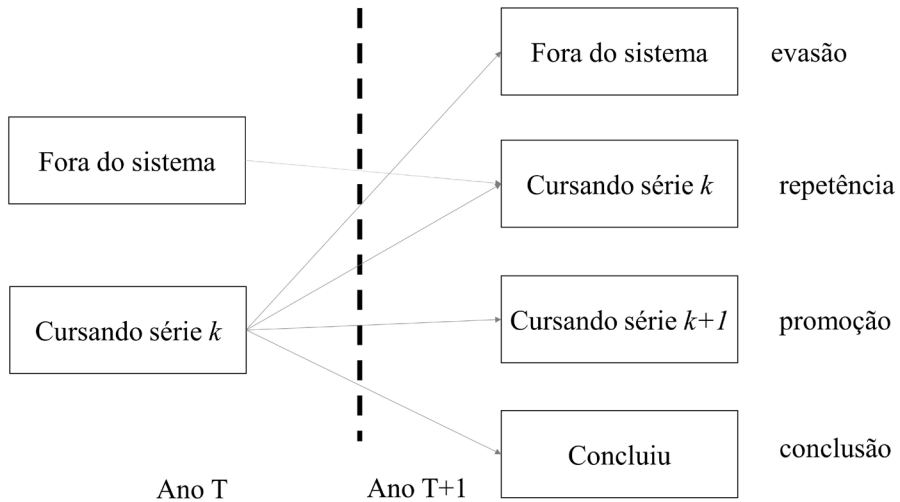 Fora do sistema
evasão
Fora do sistema
Cursando série k
repetência
Cursando série k
Cursando série k+1
promoção
Concluiu
conclusão
Ano T
Ano T+1